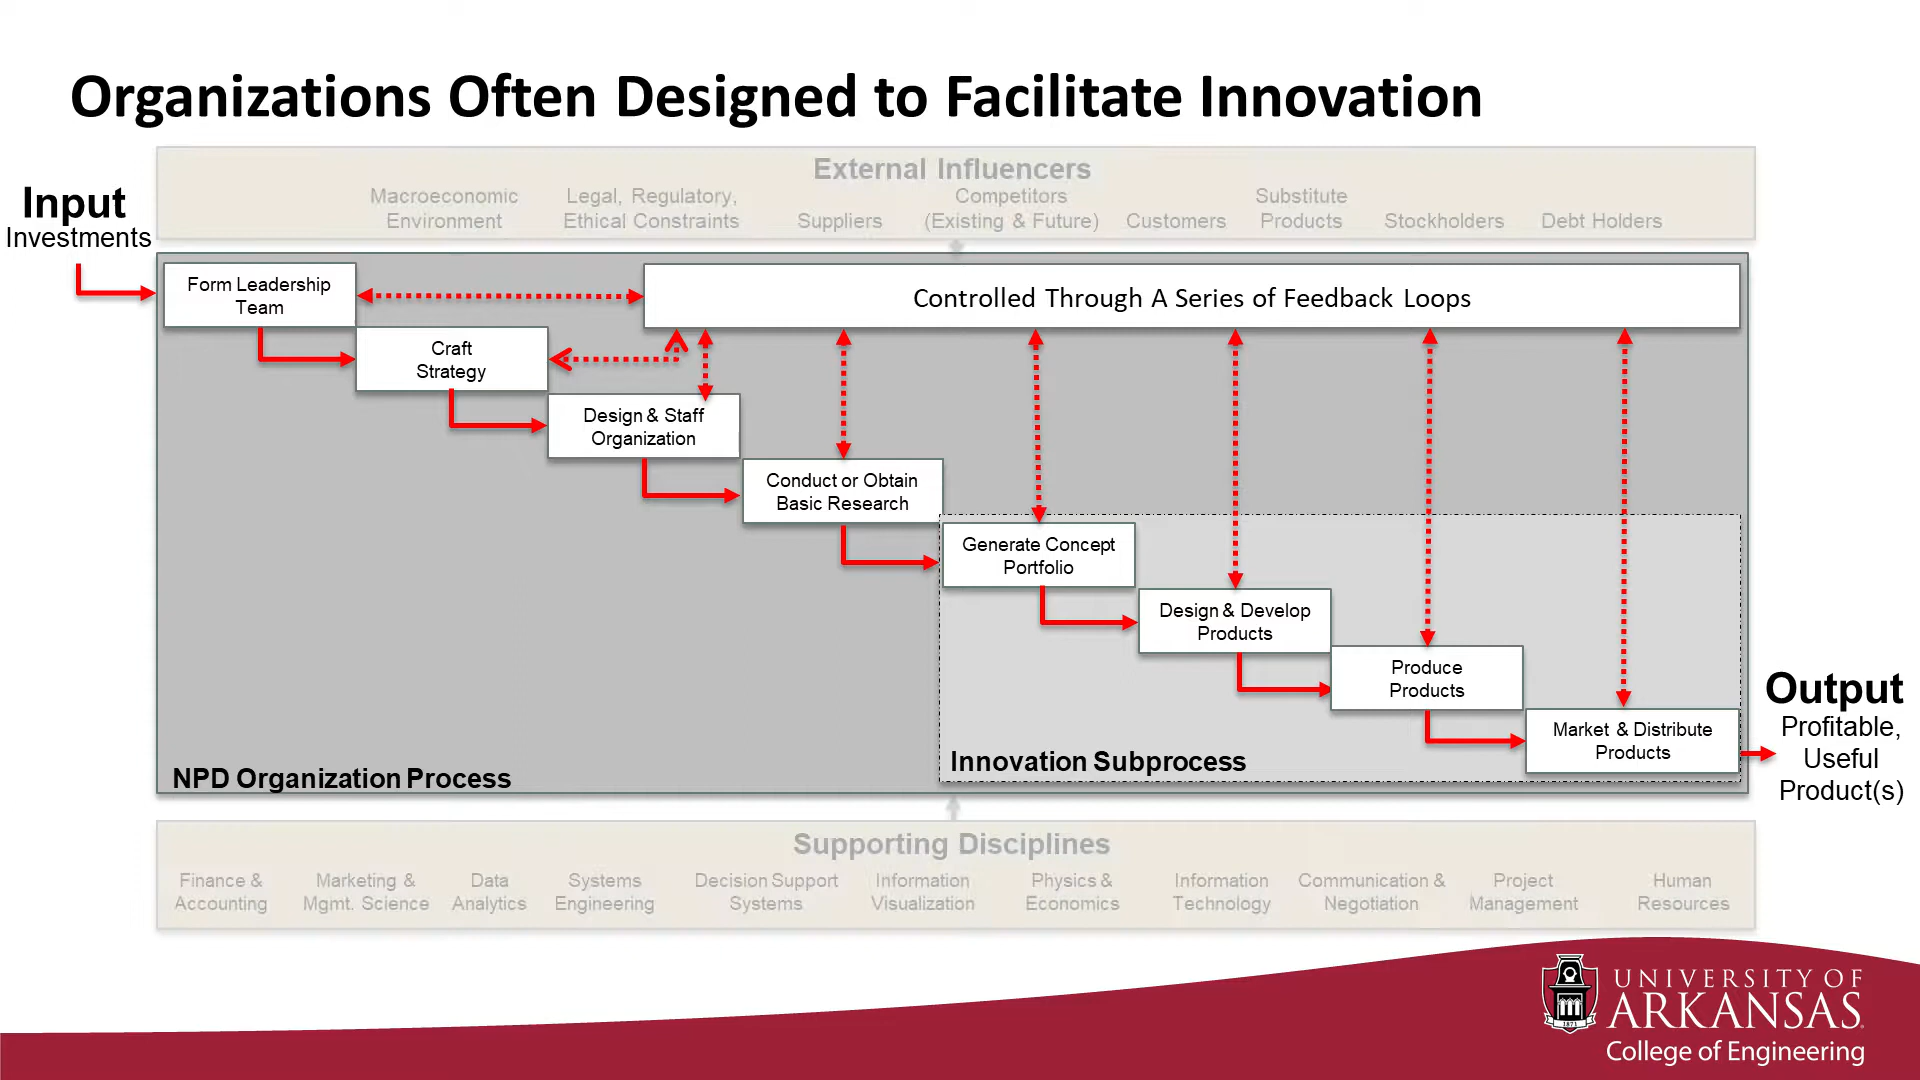 Organizations Often Designed to Facilitate Innovation
External Influencers
Input
Investments
Macroeconomic
Environment
Legal, Regulatory,
Ethical Constraints
Suppliers
Competitors
(Existing & Future)
Customers
Substitute
Products
Stockholders
Debt Holders
Form Leadership
Team
Controlled Through A Series of Feedback Loops
Craft
Strategy
Design & Staff
Organization
Conduct or Obtain
Basic Research
Generate Concept
Portfolio
Design & Develop
Products
Produce
Products
Market & Distribute
Products
Output
Profitable,
Useful
Product(s)
Innovation Subprocess
NPD Organization Process
Supporting Disciplines
Finance &
Accounting
Marketing &
Mgmt. Science
Data
Analytics
Systems
Engineering
Decision Support
Systems
Information
Visualization
Physics &
Economics
Information
Technology
Communication &
Negotiation
Project
Management
Human
Resources
1871
UNIVERSITY OF
ARKANSAS
College of Engineering